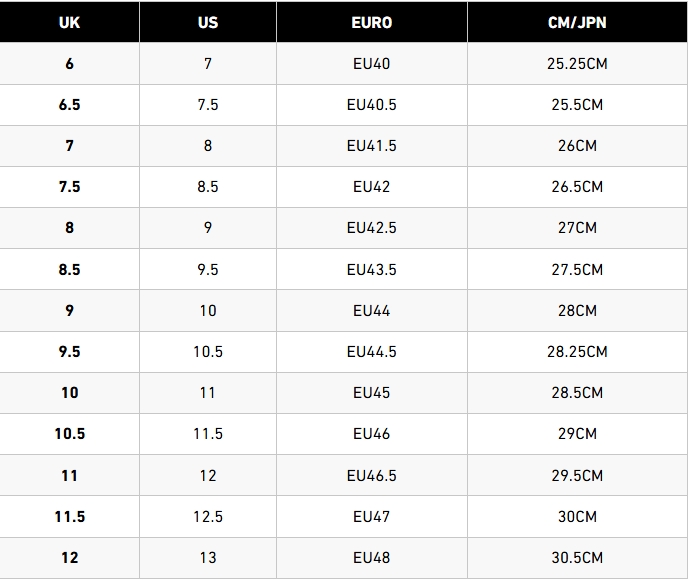 UK US EURO CM/JPN
6 7 EU40 25.25CM
6.5 7.5 EU40.5 25.5CM
7 8 EU41.5 26CM
7.5 8.5 EU42 26.5CM
8 9 EU42.5 27CM
8.5 9.5 EU43.5 27.5CM
9 10 EU44 28CM
9.5 10.5 EU44.5 28.25CM
10 11 EU45 28.5CM
10.5 11.5 EU46 29CM
11 12 EU46.5 29.5CM
11.5 12.5 EU47 30CM
12 13 EU48 30.5CM